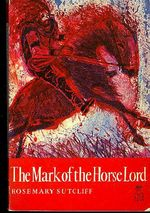 The Mark of the Horse Lord
ROSEMARY SUTCLIFF